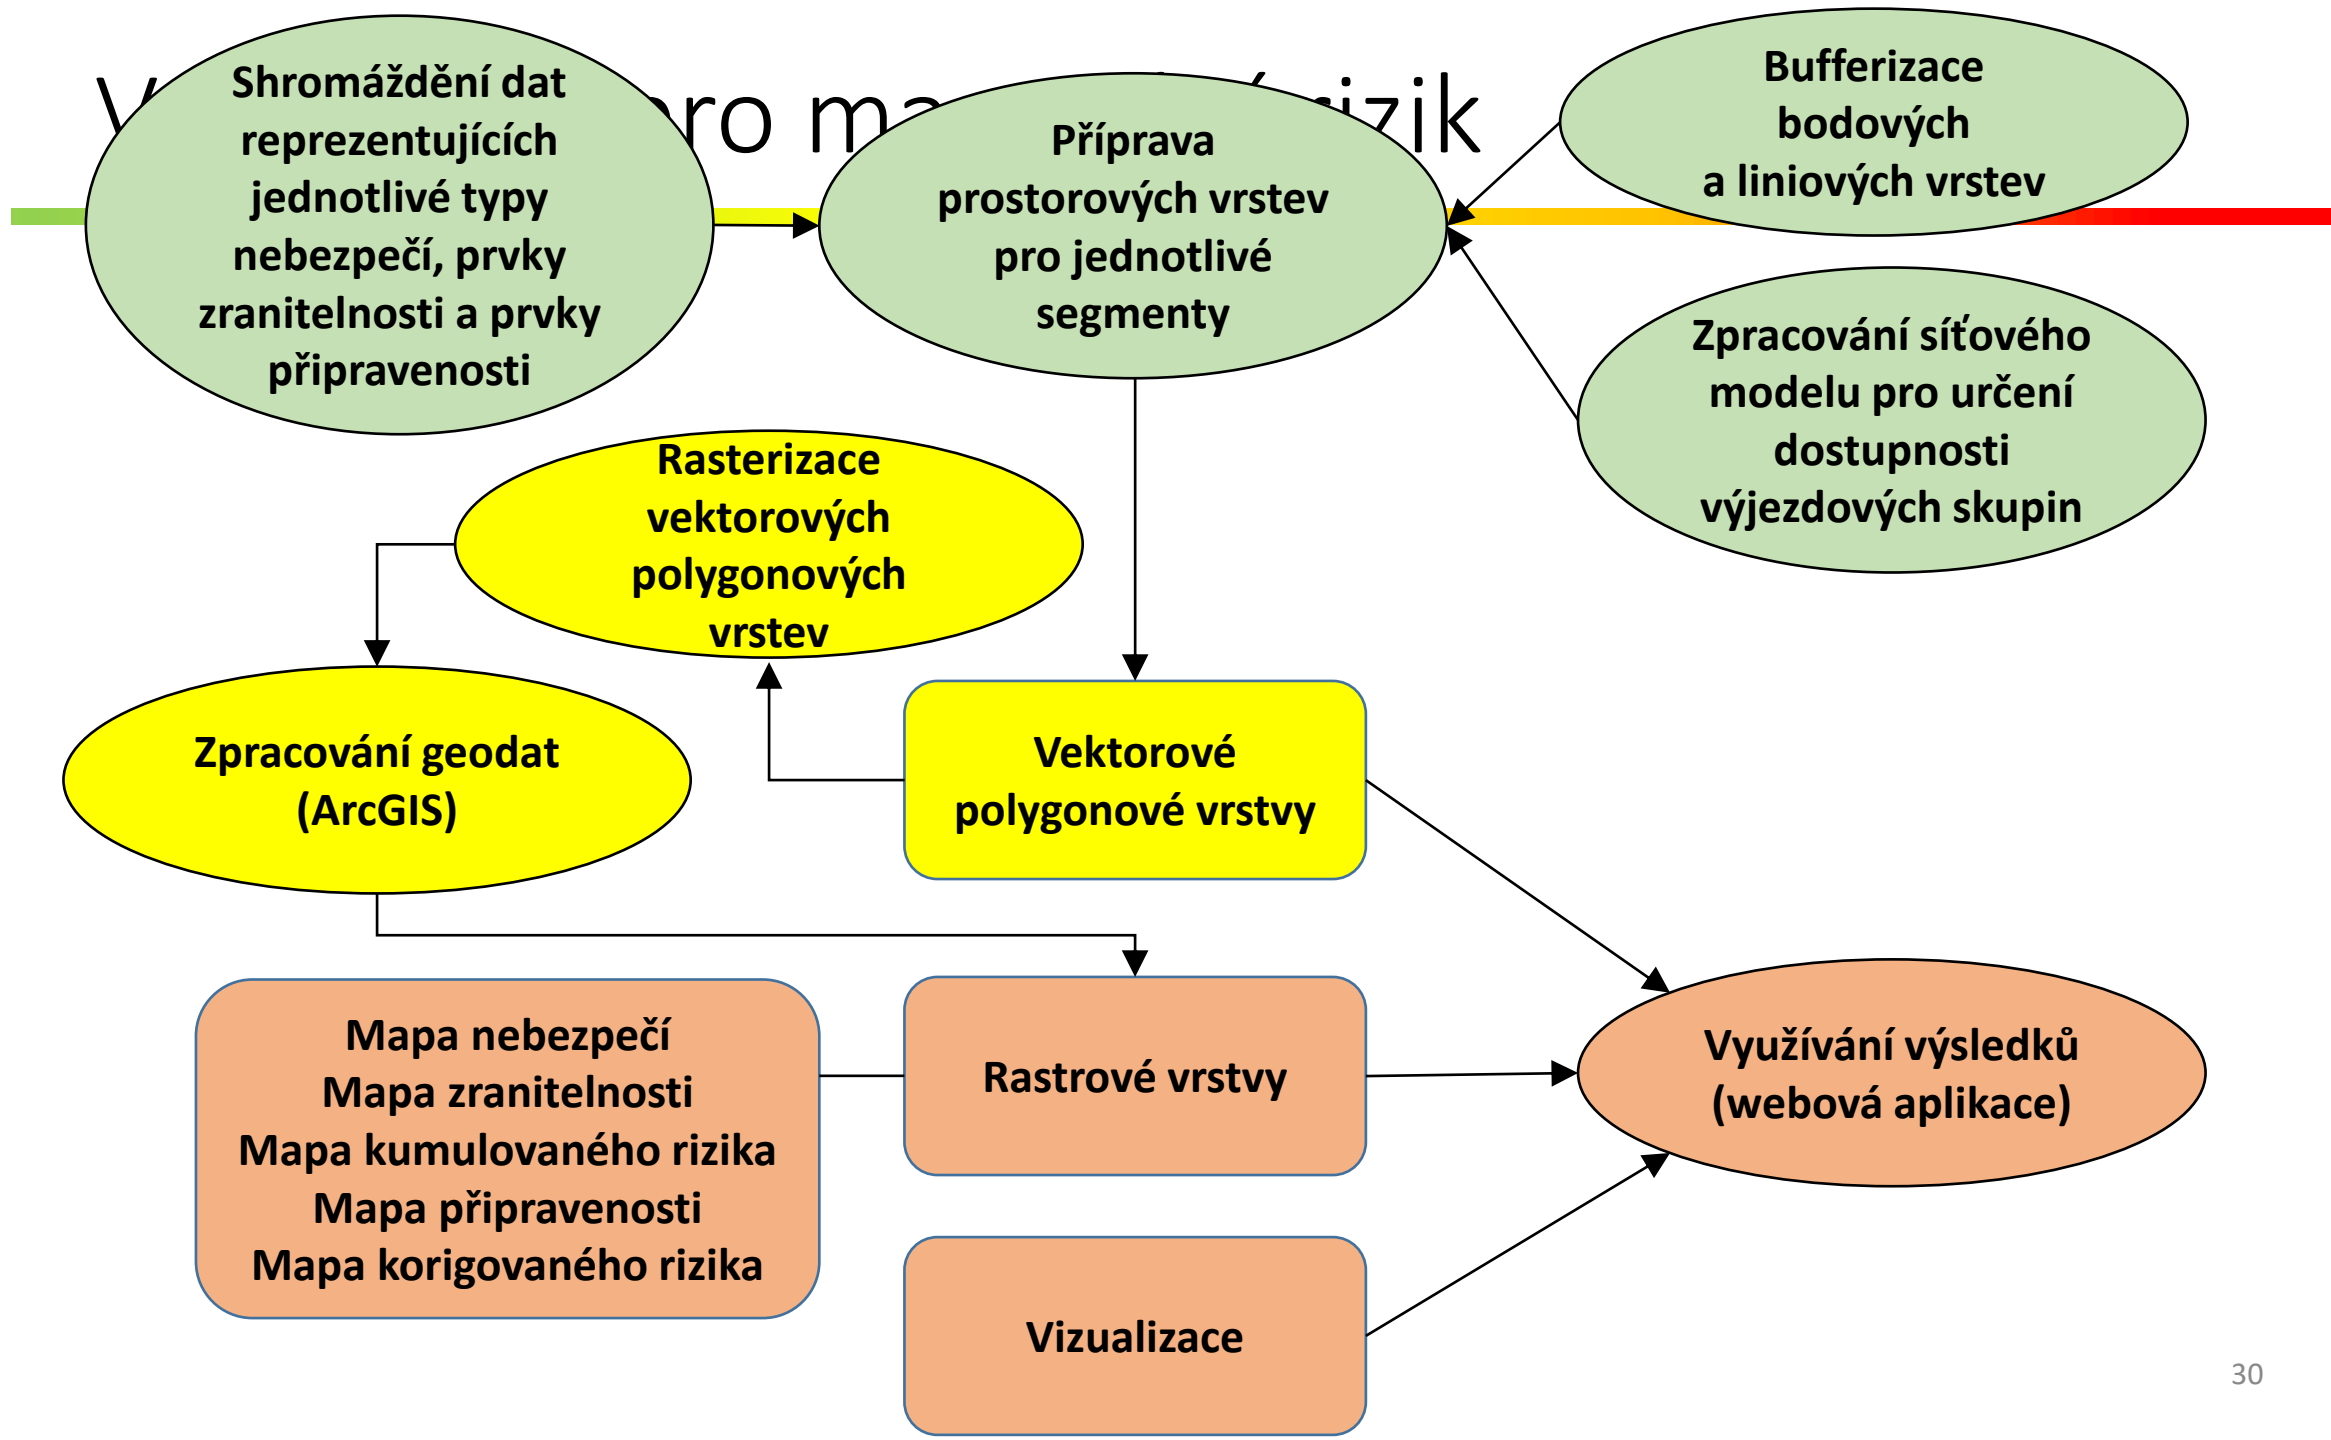 pro rizik
Shromáždění dat
reprezentujících
jednotlivé typy
nebezpečí, prvky
zranitelnosti a prvky
připravenosti
Příprava
prostorových vrstev
pro jednotlivé
segmenty
Bufferizace
bodových
a liniových vrstev
Zpracování síťového
modelu pro určení
dostupnosti
výjezdových skupin
Rasterizace
vektorových
polygonových
vrstev
Zpracování geodat
(ArcGIS)
Vektorové
polygonové vrstvy
Mapa nebezpečí
Mapa zranitelnosti
Mapa kumulovaného rizika
Mapa připravenosti
Mapa korigovaného rizika
Rastrové vrstvy
Využívání výsledků
(webová aplikace)
Vizualizace
30